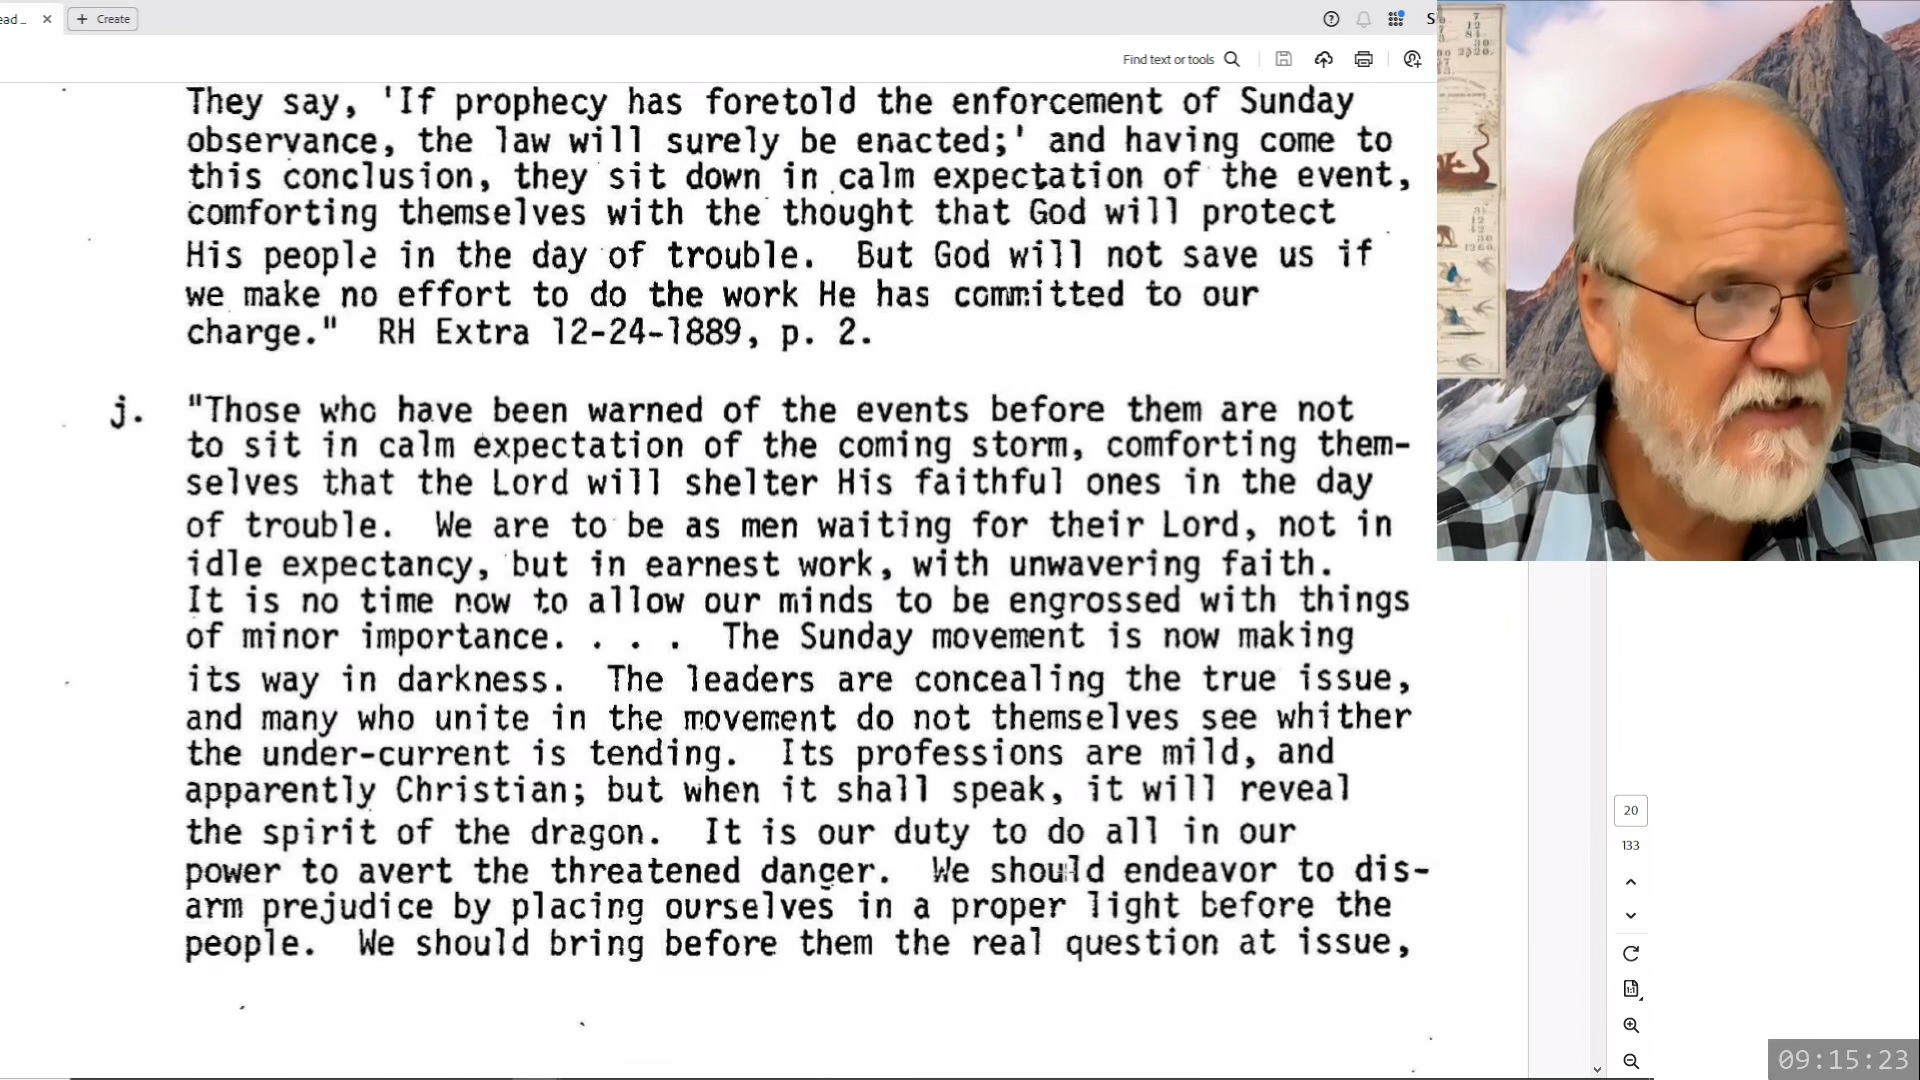 ead _
Create
S
Find text or tools
They say, 'If prophecy has foretold the enforcement of Sunday
observance, the law will surely be enacted;' and having come to
this conclusion, they sit down in calm expectation of the event,
comforting themselves with the thought that God will protect
His people in the day of trouble. But God will not save us if
we make no effort to do the work He has committed to our
charge." RH Extra 12-24-1889, p. 2.
j. "Those who have been warned of the events before them are not
to sit in calm expectation of the coming storm, comforting them-
selves that the Lord will shelter His faithful ones in the day
of trouble. We are to be as men waiting for their Lord, not in
idle expectancy, but in earnest work, with unwavering faith.
It is no time now to allow our minds to be engrossed with things
of minor importance. . . . The Sunday movement is now making
its way in darkness. The leaders are concealing the true issue,
and many who unite in the movement do not themselves see whither
the under-current is tending. Its professions are mild, and
apparently Christian; but when it shall speak, it will reveal
the spirit of the dragon. It is our duty to do all in our
power to avert the threatened danger. We should endeavor to dis-
arm prejudice by placing ourselves in a proper light before the
people. We should bring before them the real question at issue,
20
133
09:15:23